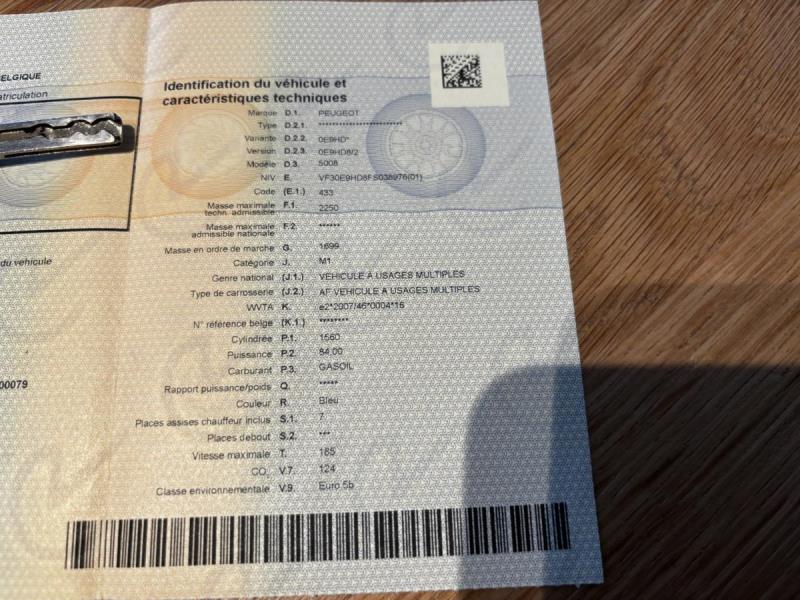 ELGIQUE
atriculation
du véhicule
00079
Identification du véhicule et
caractéristiques techniques
Marque D.1. PEUGEOT
Type D.2.1. ********************
Variante D.2.2. 0E9HD*
Version D.2.3. 0E9HD8/2
Modèle D.3. 5008
NIV E. VF30E9HD8FS038976(01)
Code (E.1.) 433
Masse maximale
techn. admissible F.1. 2250
Masse maximale
admissible nationale F.2. ******
Masse en ordre de marche G. 1699
Catégorie J. M1
Genre national (J.1.) VEHICULE A USAGES MULTIPLES
Type de carrosserie (J.2.) AF VEHICULE A USAGES MULTIPLES
WVTA K. e2*2007/46*0004*16
N° référence belge (K.1.) ********
Cylindrée P.1. 1560
Puissance P.2. 84.00
Carburant P.3. GASOIL
Rapport puissance/poids Q. *****
Couleur R. Bleu
Places assises chauffeur inclus S.1. 7
Places debout S.2. ***
Vitesse maximale T. 185
CO₂ V.7. 124
Classe environnementale V.9. Euro 5b